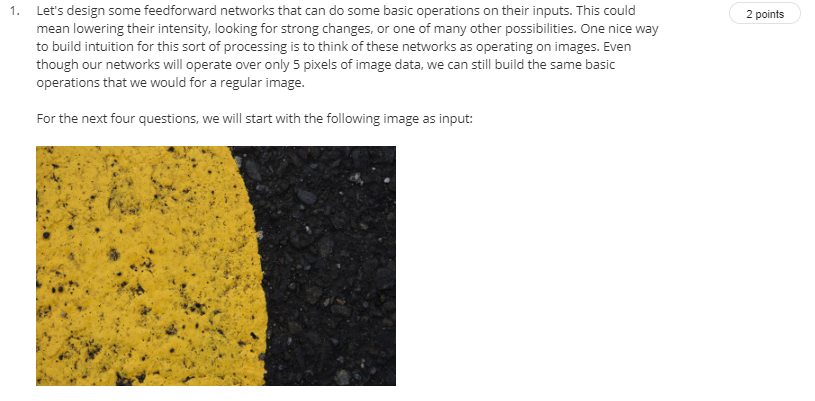 1. Let's design some feedforward networks that can do some basic operations on their inputs. This could
2 points
mean lowering their intensity, looking for strong changes, or one of many other possibilities. One nice way
to build intuition for this sort of processing is to think of these networks as operating on images. Even
though our networks will operate over only 5 pixels of image data, we can still build the same basic
operations that we would for a regular image.
For the next four questions, we will start with the following image as input: